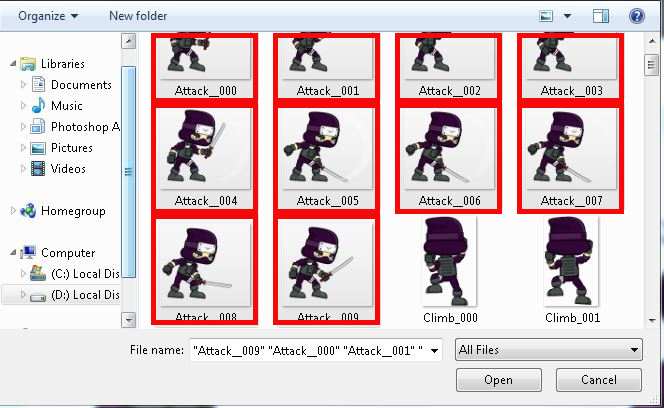 Organize New folder
Libraries
Documents
Music
Photoshop A
Pictures
Videos
Homegroup
Computer
(C:) Local Dis
(D:) Local Dis
Attack__000 Attack__001 Attack__002 Attack__003
Attack__004 Attack__005 Attack__006 Attack__007
Attack__008 Attack__009 Climb_000 Climb_001
File name: "Attack__009" "Attack__000" "Attack__001" " All Files
Open Cancel